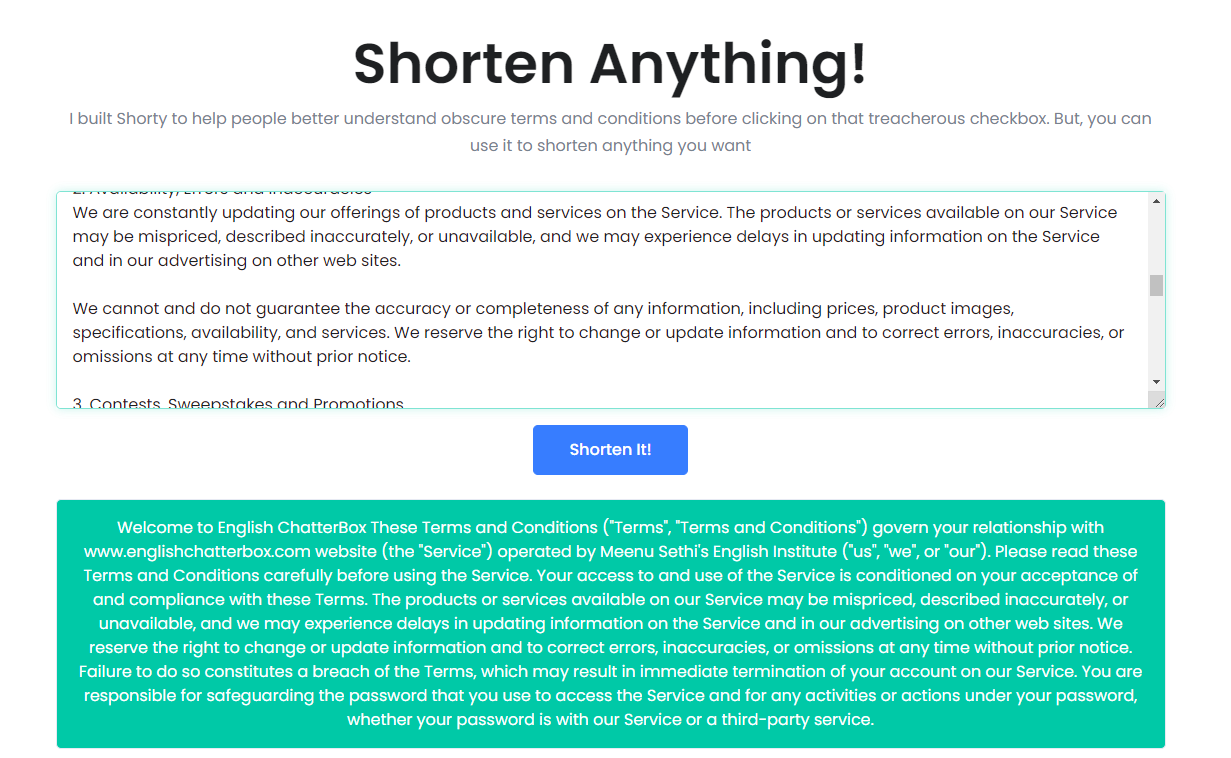 Shorten Anything!
I built Shorty to help people better understand obscure terms and conditions before clicking on that treacherous checkbox. But, you can
use it to shorten anything you want
2. Availability, Errors and Inaccuracies
We are constantly updating our offerings of products and services on the Service. The products or services available on our Service
may be mispriced, described inaccurately, or unavailable, and we may experience delays in updating information on the Service
and in our advertising on other web sites.
We cannot and do not guarantee the accuracy or completeness of any information, including prices, product images,
specifications, availability, and services. We reserve the right to change or update information and to correct errors, inaccuracies, or
omissions at any time without prior notice.
3. Contests, Sweepstakes and Promotions
Shorten It!
Welcome to English ChatterBox These Terms and Conditions ("Terms", "Terms and Conditions") govern your relationship with
www.englishchatterbox.com website (the "Service") operated by Meenu Sethi's English Institute ("us", "we", or "our"). Please read these
Terms and Conditions carefully before using the Service. Your access to and use of the Service is conditioned on your acceptance of
and compliance with these Terms. The products or services available on our Service may be mispriced, described inaccurately, or
unavailable, and we may experience delays in updating information on the Service and in our advertising on other web sites. We
reserve the right to change or update information and to correct errors, inaccuracies, or omissions at any time without prior notice.
Failure to do so constitutes a breach of the Terms, which may result in immediate termination of your account on our Service. You are
responsible for safeguarding the password that you use to access the Service and for any activities or actions under your password,
whether your password is with our Service or a third-party service.